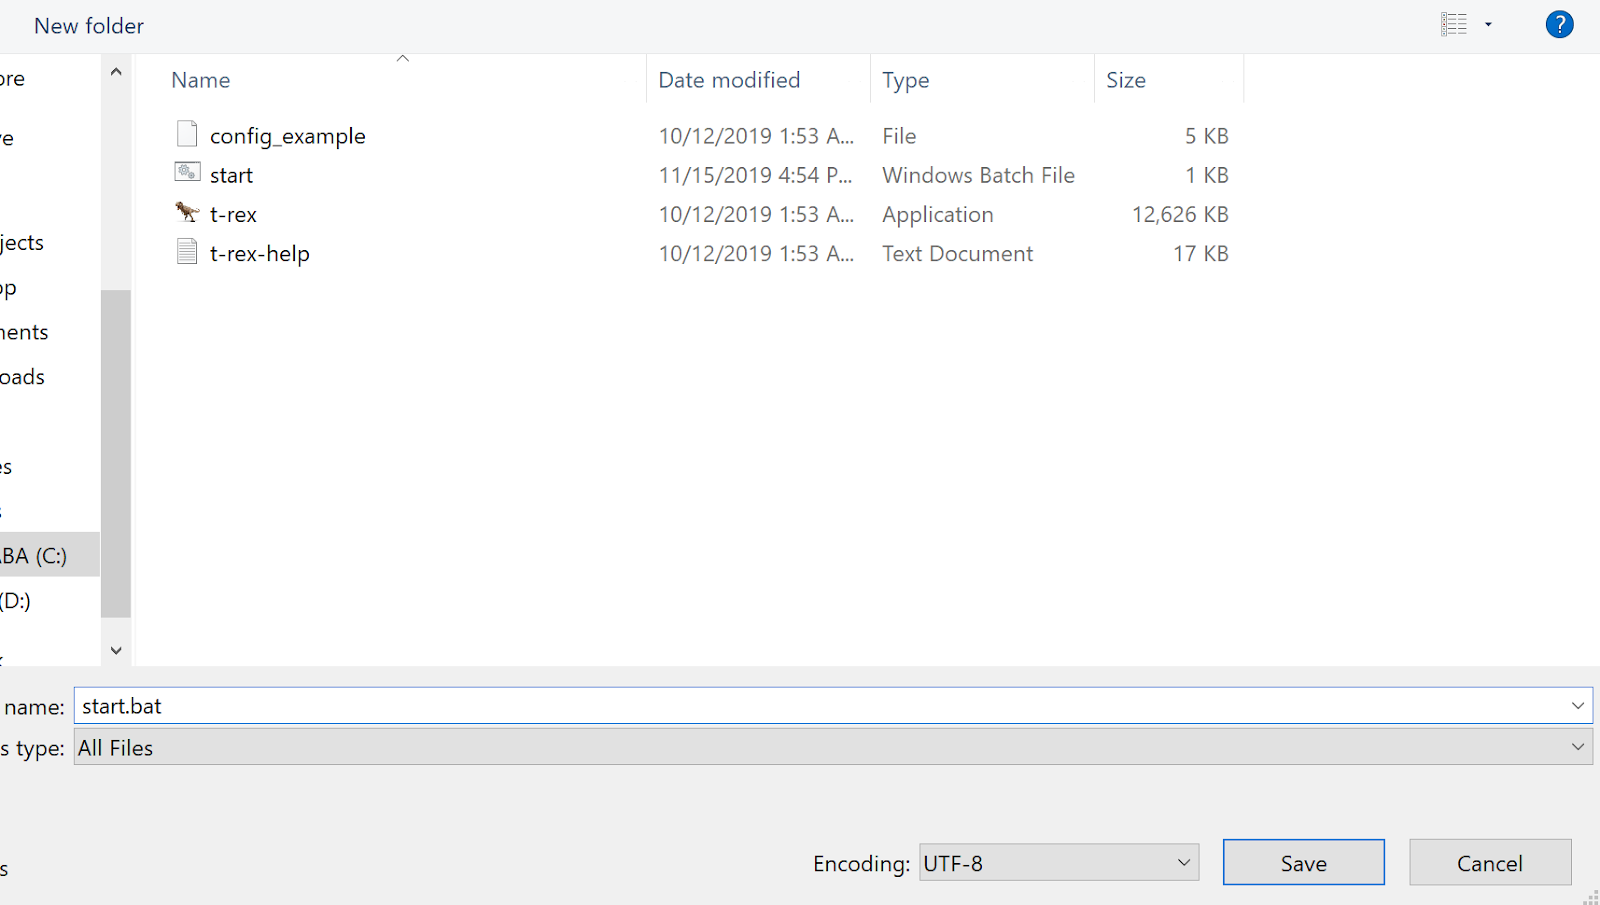 New folder
?
Name Date modified Type Size
config_example 10/12/2019 1:53 A... File 5 KB
start 11/15/2019 4:54 P... Windows Batch File 1 KB
t-rex 10/12/2019 1:53 A... Application 12,626 KB
t-rex-help 10/12/2019 1:53 A... Text Document 17 KB
ore
ve
jects
op
ments
oads
es
s
ABA (C:)
(D:)
name: start.bat
s type: All Files
s
Encoding: UTF-8 Save Cancel